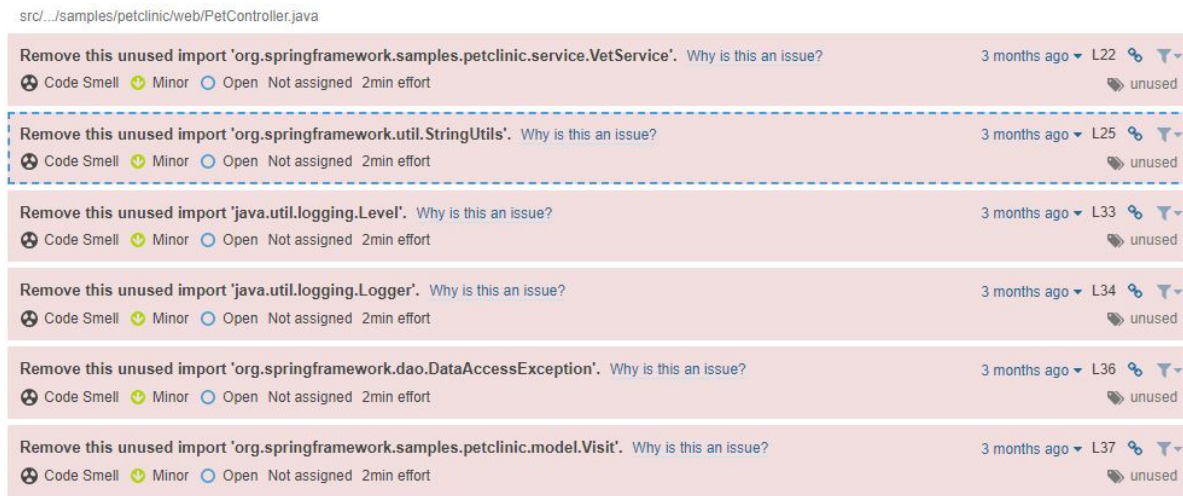 src/.../samples/petclinic/web/PetController.java
Remove this unused import 'org.springframework.samples.petclinic.service.VetService'. Why is this an issue? 3 months ago L22
Code Smell Minor Open Not assigned 2min effort unused
Remove this unused import 'org.springframework.util.StringUtils'. Why is this an issue? 3 months ago L25
Code Smell Minor Open Not assigned 2min effort unused
Remove this unused import 'java.util.logging.Level'. Why is this an issue? 3 months ago L33
Code Smell Minor Open Not assigned 2min effort unused
Remove this unused import 'java.util.logging.Logger'. Why is this an issue? 3 months ago L34
Code Smell Minor Open Not assigned 2min effort unused
Remove this unused import 'org.springframework.dao.DataAccessException'. Why is this an issue? 3 months ago L36
Code Smell Minor Open Not assigned 2min effort unused
Remove this unused import 'org.springframework.samples.petclinic.model.Visit'. Why is this an issue? 3 months ago L37
Code Smell Minor Open Not assigned 2min effort unused